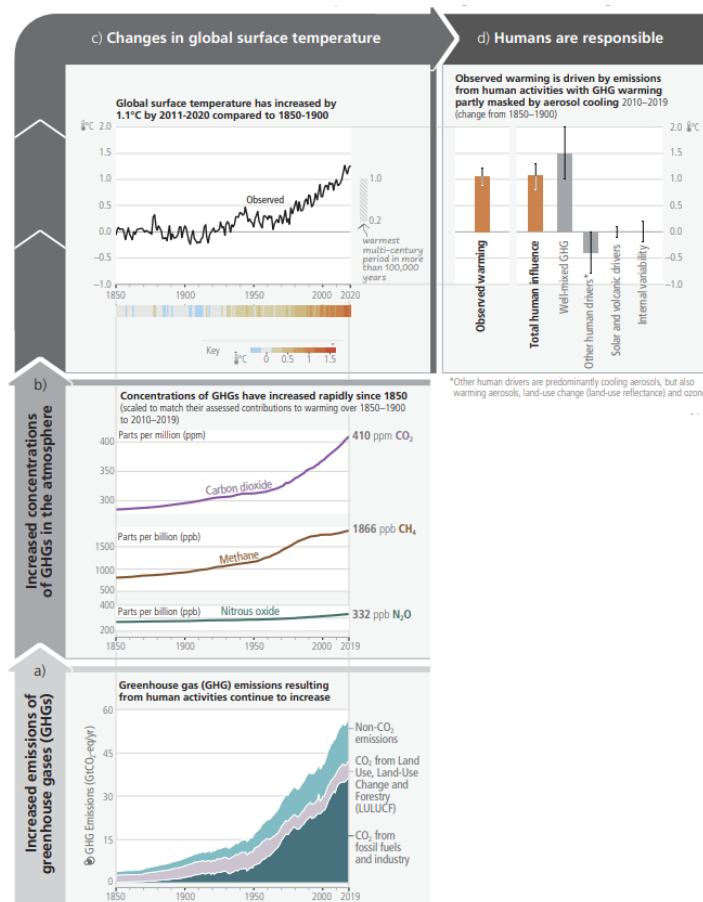 c) Changes in global surface temperature
d) Humans are responsible
Global surface temperature has increased by
1.1°C by 2011-2020 compared to 1850-1900
°C
2.0
1.5
1.0
0.5
0.0
−0.5
−1.0
Observed
1.0
0.2
warmest
multi-century
period in more
than 100,000
years
1850
1900
1950
2000
2020
Key
°C
0
0.5
1
1.5
Observed warming is driven by emissions
from human activities with GHG warming
partly masked by aerosol cooling 2010–2019
(change from 1850–1900)
2.0 °C
1.5
1.0
0.5
0.0
−0.5
−1.0
Observed warming
Total human influence
Well-mixed GHG
Other human drivers*
Solar and volcanic drivers
Internal variability
*Other human drivers are predominantly cooling aerosols, but also
warming aerosols, land-use change (land-use reflectance) and
b)
Increased concentrations
of GHGs in the atmosphere
Concentrations of GHGs have increased rapidly since 1850
(scaled to match their assessed contributions to warming over 1850–1900
to 2010–2019)
Parts per million (ppm)
400
350
300
Carbon dioxide
410 ppm CO₂
Parts per billion (ppb)
1500
1000
500
Methane
1866 ppb CH₄
Parts per billion (ppb)
400
200
Nitrous oxide
332 ppb N₂O
1850
1900
1950
2000
2019
a)
Increased emissions of
greenhouse gases (GHGs)
Greenhouse gas (GHG) emissions resulting
from human activities continue to increase
GHG Emissions (GtCO₂-eq/yr)
60
45
30
15
0
Non-CO₂
emissions
CO₂ from Land
Use, Land-Use
Change and
Forestry
(LULUCF)
CO₂ from
fossil fuels
and industry
1850
1900
1950
2000
2019